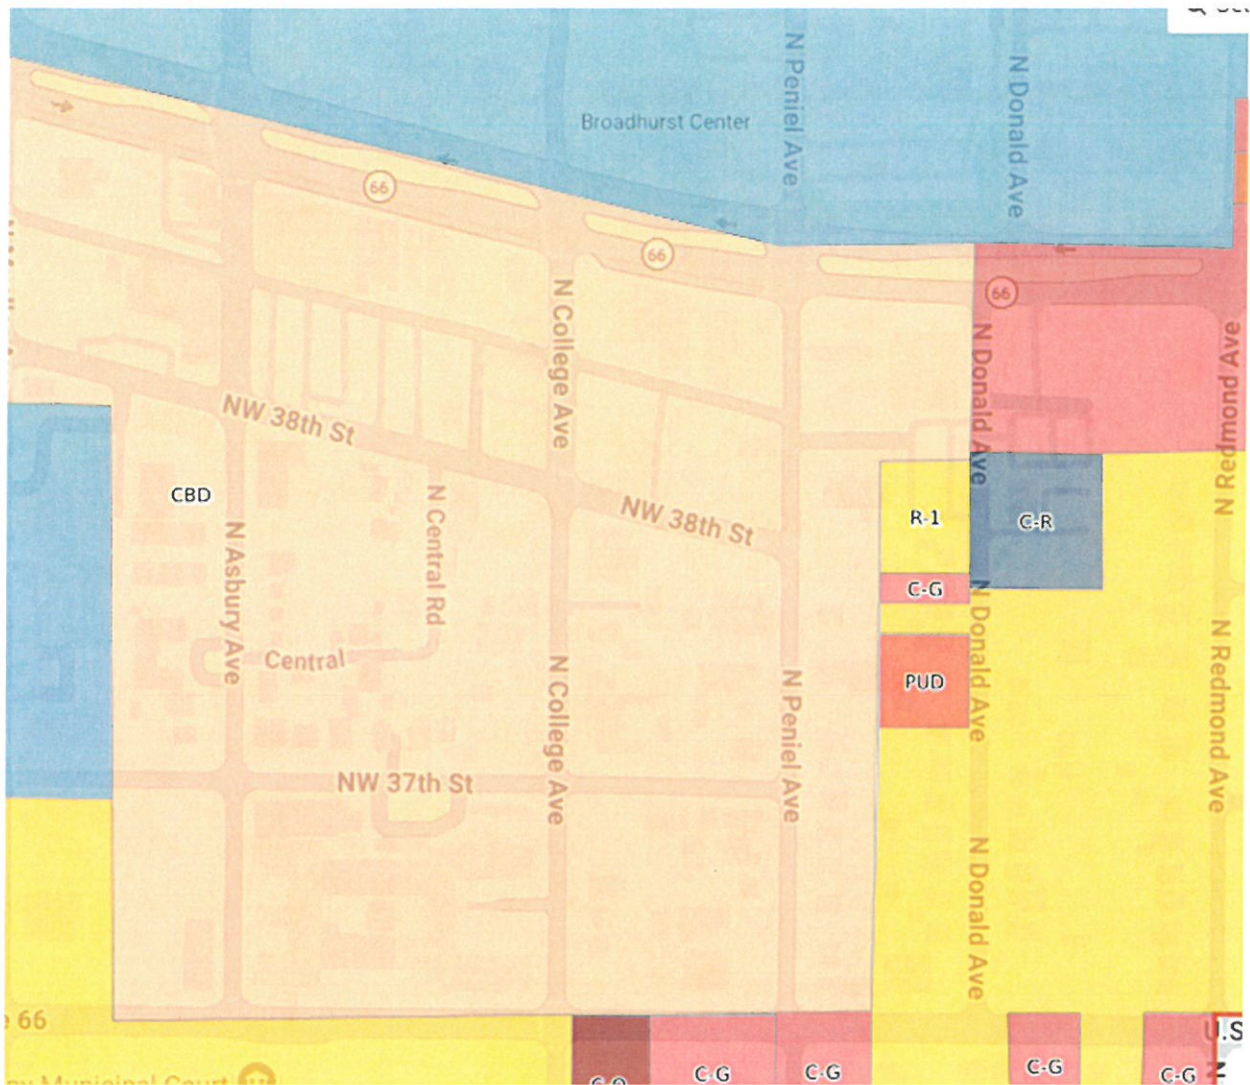 N Peniel Ave
N Donald Ave
Broadhurst Center
66
66
66
N College Ave
N Donald Ave
N Redmond Ave
NW 38th St
CBD
N Central Rd
NW 38th St
R-1
C-R
N Asbury Ave
C-G
N Donald Ave
Central
N College Ave
N Peniel Ave
PUD
N Redmond Ave
NW 37th St
N Donald Ave
66
U.S
N
Municipal Court
C-G
C-G
C-G
C-G